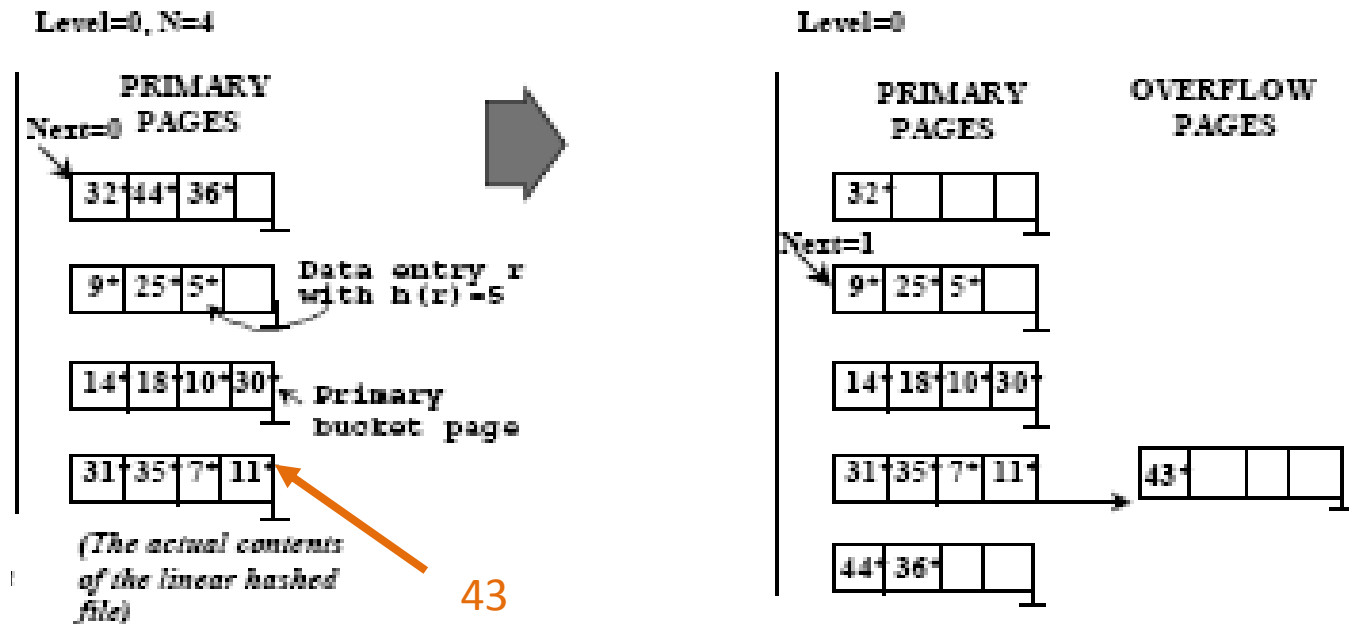 Level=0, N=4
PRIMARY
PAGES
Next=0
32* 44* 36*
9* 25* 5*
Data entry r
with h(r)=5
14* 18* 10* 30*
Primary
bucket page
31* 35* 7* 11*
(The actual contents
of the linear hashed
file)
43
Level=0
PRIMARY
PAGES
OVERFLOW
PAGES
32*
Next=1
9* 25* 5*
14* 18* 10* 30*
31* 35* 7* 11*
43*
44* 36*